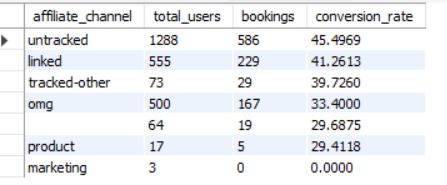 affiliate_channel total_users bookings conversion_rate
untracked 1288 586 45.4969
linked 555 229 41.2613
tracked-other 73 29 39.7260
omg 500 167 33.4000
64 19 29.6875
product 17 5 29.4118
marketing 3 0 0.0000